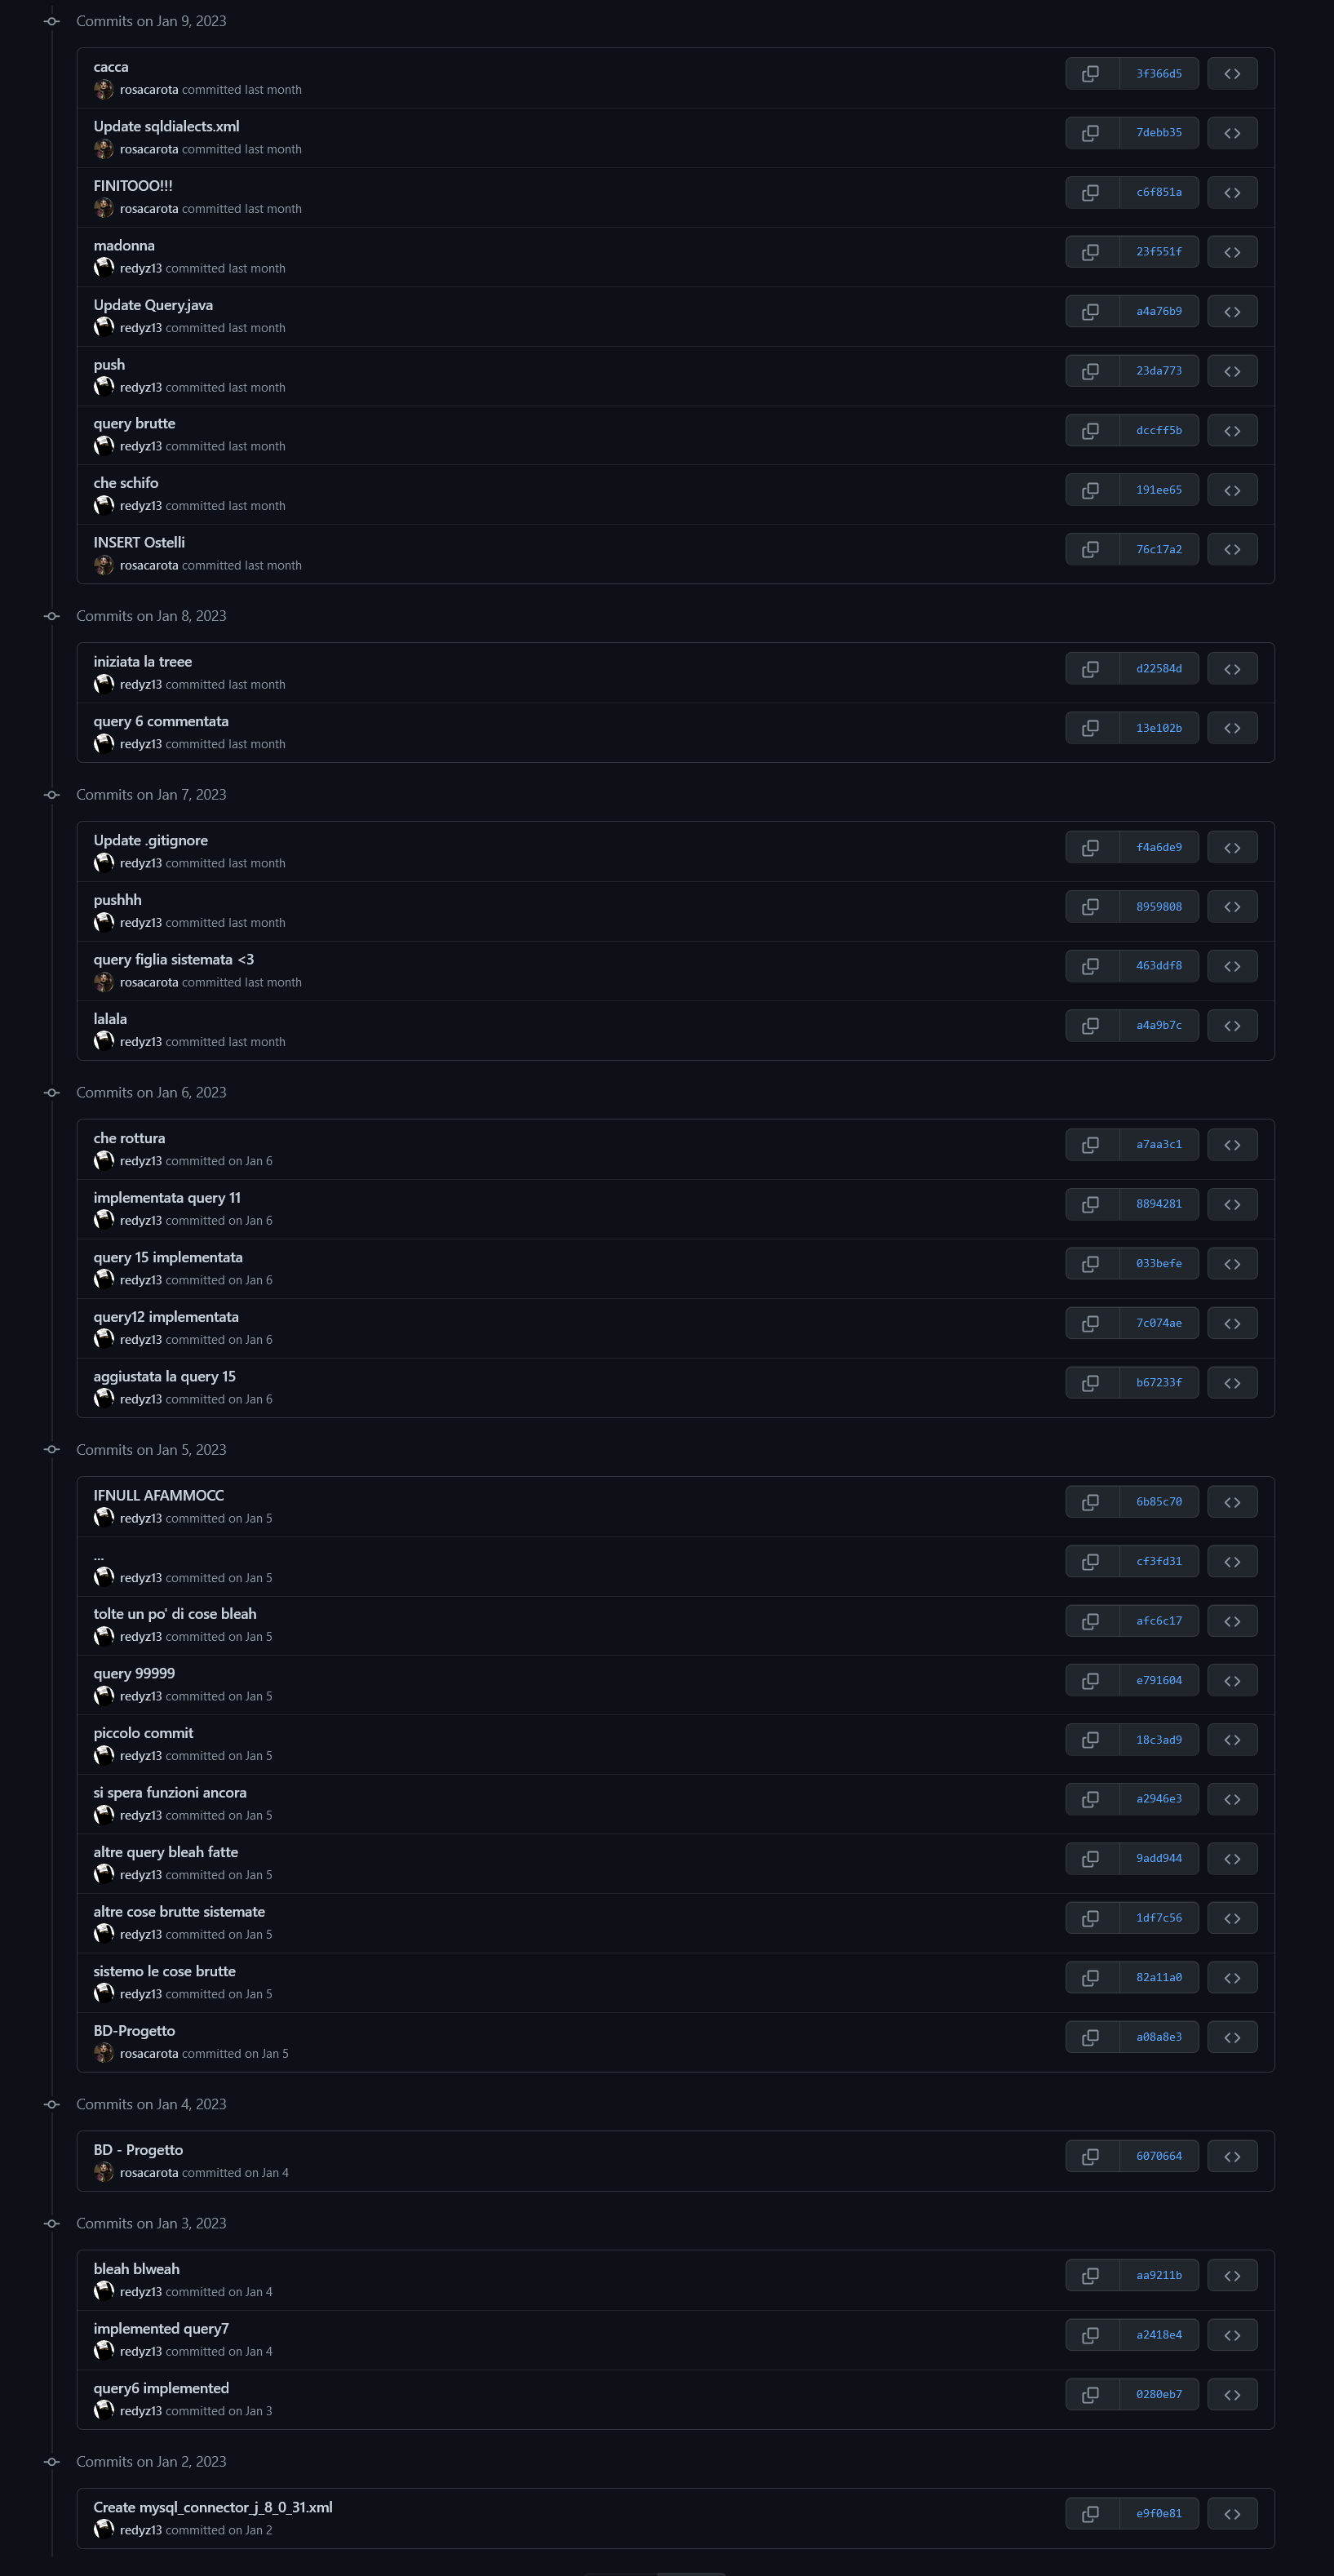 Commits on Jan 9, 2023
cacca
3f366d5
rosacarota committed last month
Update sqldialects.xml
7debb35
rosacarota committed last month
FINITOOO!!!
c6f851a
rosacarota committed last month
madonna
23f551f
redyz13 committed last month
Update Query.java
a4a76b9
redyz13 committed last month
push
23da773
redyz13 committed last month
query brutte
dccff5b
redyz13 committed last month
che schifo
191ee65
redyz13 committed last month
INSERT Ostelli
76c17a2
rosacarota committed last month
Commits on Jan 8, 2023
iniziata la treee
d22584d
redyz13 committed last month
query 6 commentata
13e102b
redyz13 committed last month
Commits on Jan 7, 2023
Update .gitignore
f4a6de9
redyz13 committed last month
pushhh
8959808
redyz13 committed last month
query figlia sistemata <3
463ddf8
rosacarota committed last month
lalala
a4a9b7c
redyz13 committed last month
Commits on Jan 6, 2023
che rottura
a7aa3c1
redyz13 committed on Jan 6
implementata query 11
8894281
redyz13 committed on Jan 6
query 15 implementata
033befe
redyz13 committed on Jan 6
query12 implementata
7c074ae
redyz13 committed on Jan 6
aggiustata la query 15
b67233f
redyz13 committed on Jan 6
Commits on Jan 5, 2023
IFNULL AFAMMOCC
6b85c70
redyz13 committed on Jan 5
...
cf3fd31
redyz13 committed on Jan 5
tolte un po' di cose bleah
afc6c17
redyz13 committed on Jan 5
query 99999
e791604
redyz13 committed on Jan 5
piccolo commit
18c3ad9
redyz13 committed on Jan 5
si spera funzioni ancora
a2946e3
redyz13 committed on Jan 5
altre query bleah fatte
9add944
redyz13 committed on Jan 5
altre cose brutte sistemate
1df7c56
redyz13 committed on Jan 5
sistemo le cose brutte
82a11a0
redyz13 committed on Jan 5
BD-Progetto
a08a8e3
rosacarota committed on Jan 5
Commits on Jan 4, 2023
BD - Progetto
6070664
rosacarota committed on Jan 4
Commits on Jan 3, 2023
bleah blweah
aa9211b
redyz13 committed on Jan 4
implemented query7
a2418e4
redyz13 committed on Jan 4
query6 implemented
0280eb7
redyz13 committed on Jan 3
Commits on Jan 2, 2023
Create mysql_connector_j_8_0_31.xml
e9f0e81
redyz13 committed on Jan 2